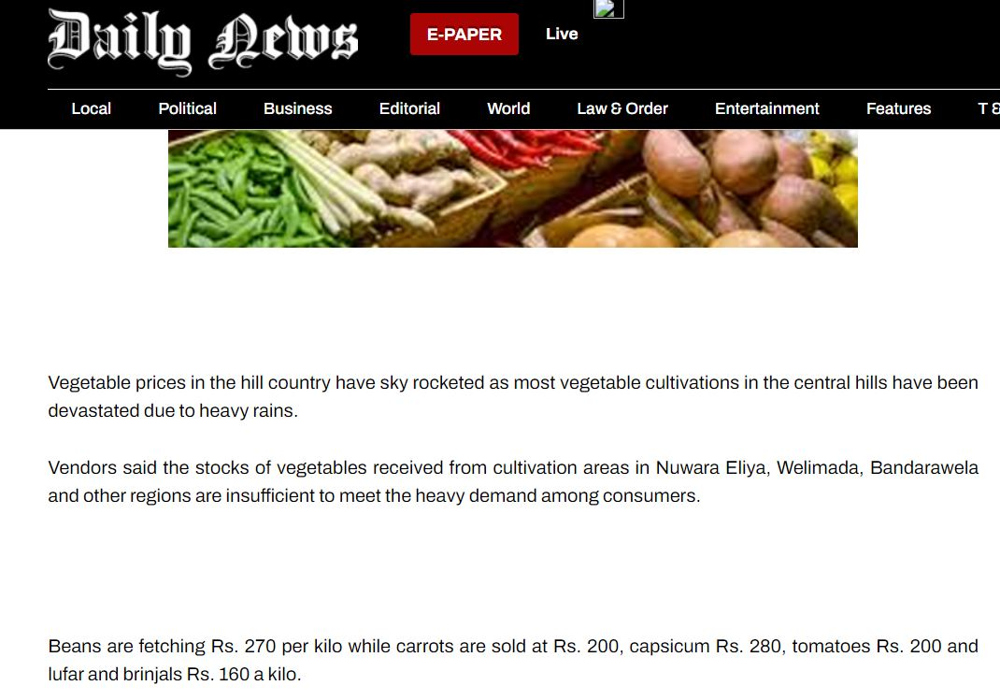 Daily News
E-PAPER
Live
Local Political Business Editorial World Law & Order Entertainment Features T &
Vegetable prices in the hill country have sky rocketed as most vegetable cultivations in the central hills have been
devastated due to heavy rains.
Vendors said the stocks of vegetables received from cultivation areas in Nuwara Eliya, Welimada, Bandarawela
and other regions are insufficient to meet the heavy demand among consumers.
Beans are fetching Rs. 270 per kilo while carrots are sold at Rs. 200, capsicum Rs. 280, tomatoes Rs. 200 and
lufar and brinjals Rs. 160 a kilo.